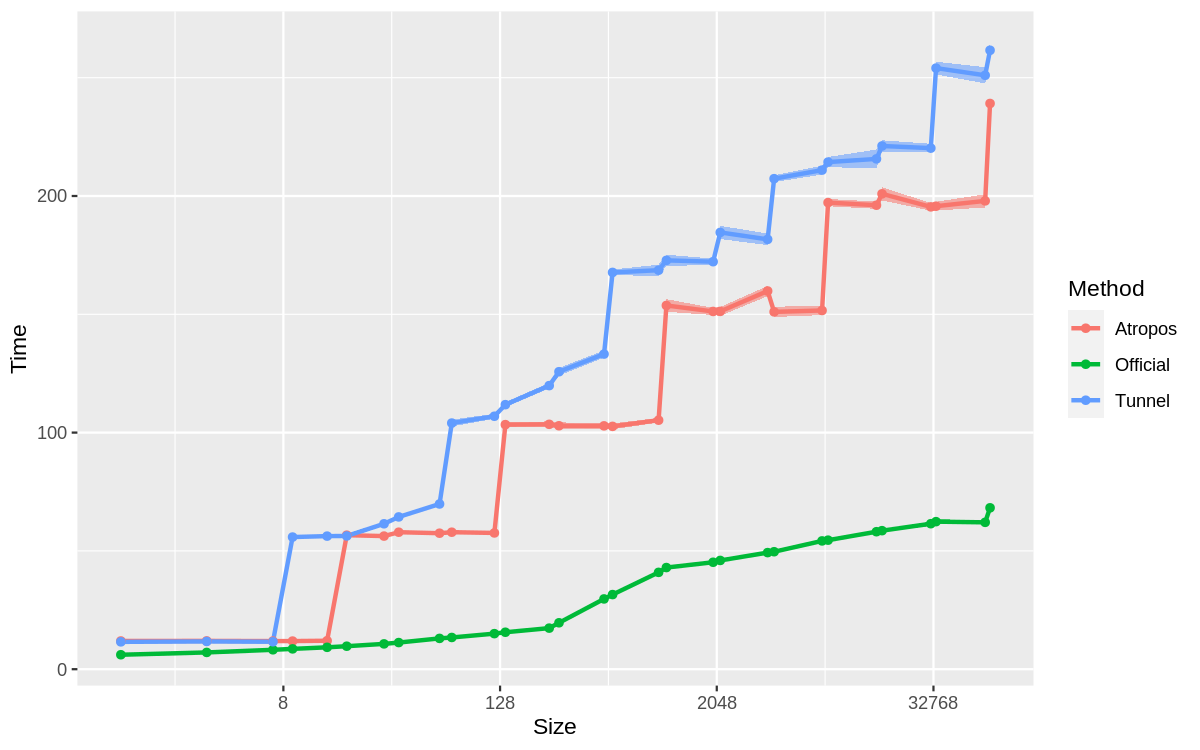 Time
200
100
0
8
128
2048
32768
Size
Method
Atropos
Official
Tunnel